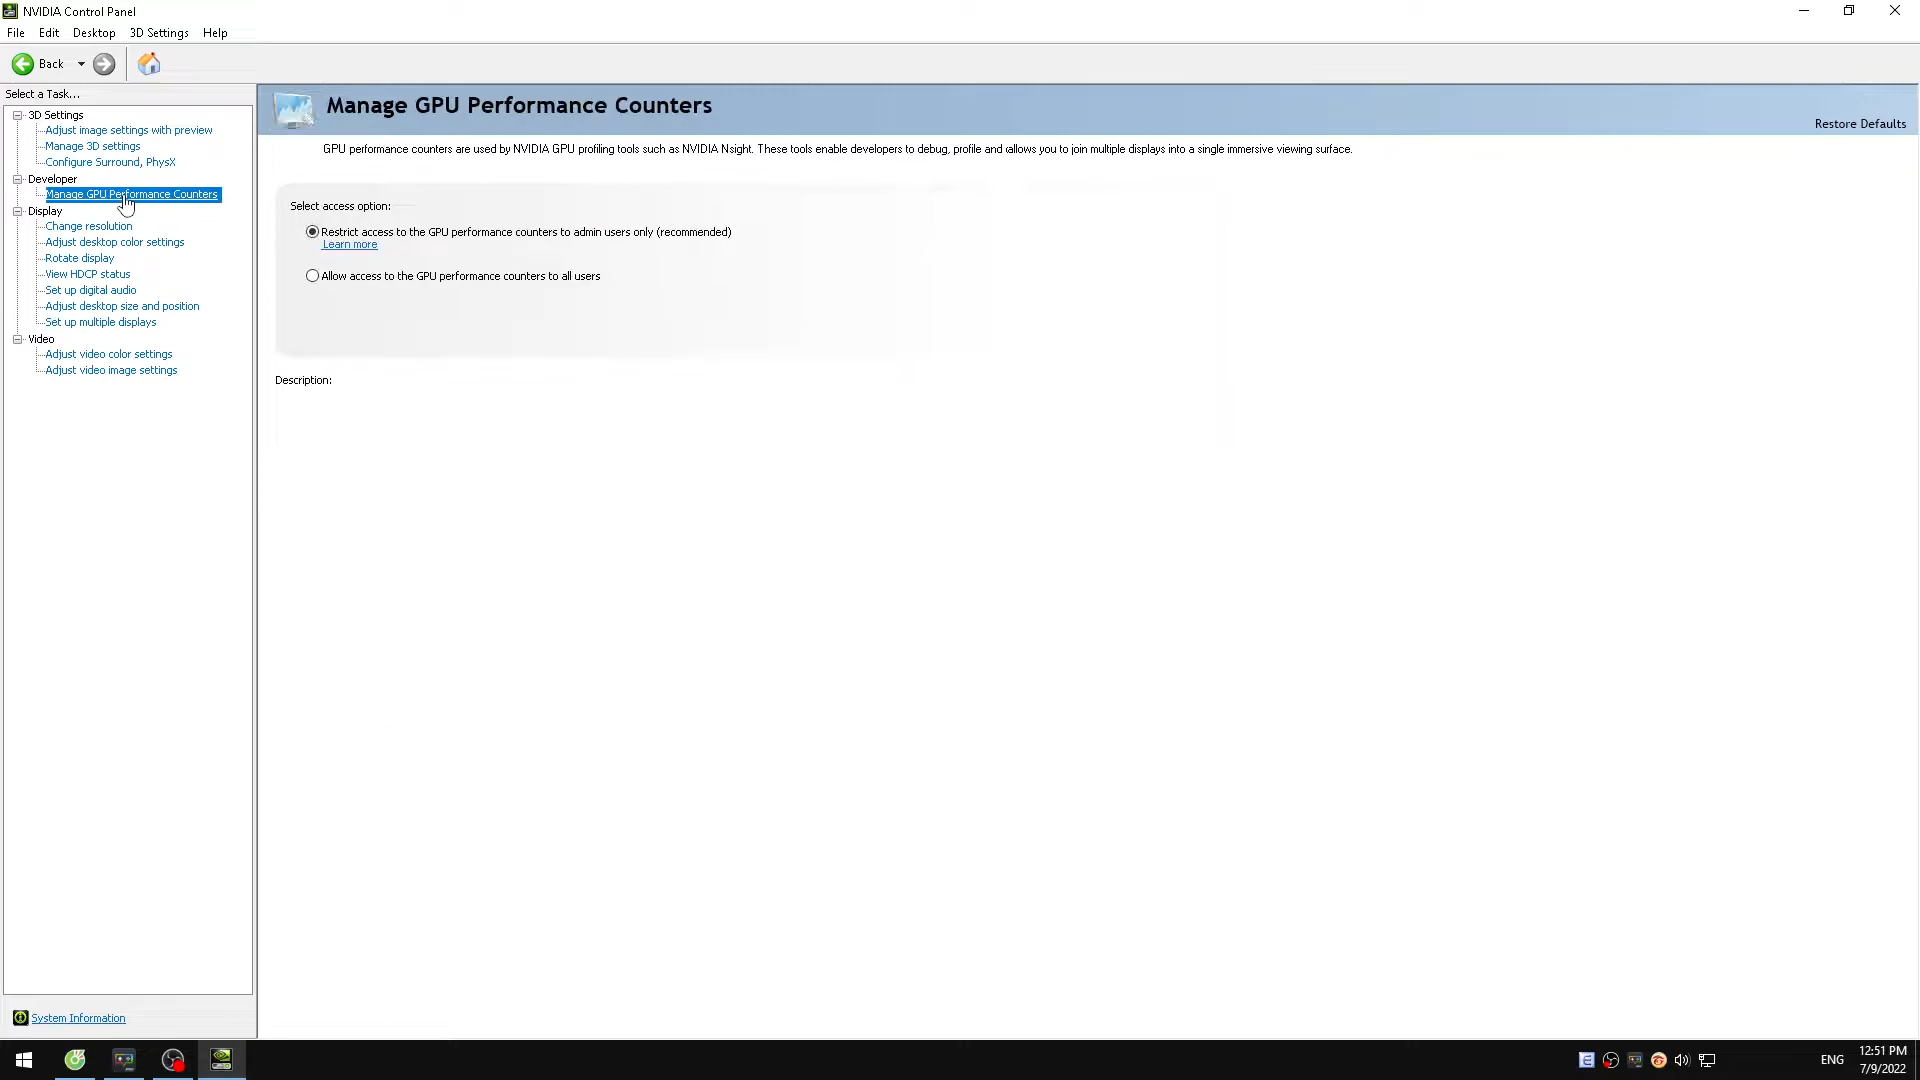 NVIDIA Control Panel
File Edit Desktop 3D Settings Help
Back
Select a Task...
3D Settings
Adjust image settings with preview
Manage 3D settings
Configure Surround, PhysX
Developer
Manage GPU Performance Counters
Display
Change resolution
Adjust desktop color settings
Rotate display
View HDCP status
Set up digital audio
Adjust desktop size and position
Set up multiple displays
Video
Adjust video color settings
Adjust video image settings
System Information
Manage GPU Performance Counters
Restore Defaults
GPU performance counters are used by NVIDIA GPU profiling tools such as NVIDIA Nsight. These tools enable developers to debug, profile and allows you to join multiple displays into a single immersive viewing surface.
Select access option:
Restrict access to the GPU performance counters to admin users only (recommended)
Learn more
Allow access to the GPU performance counters to all users
Description:
ENG
12:51 PM
7/9/2022